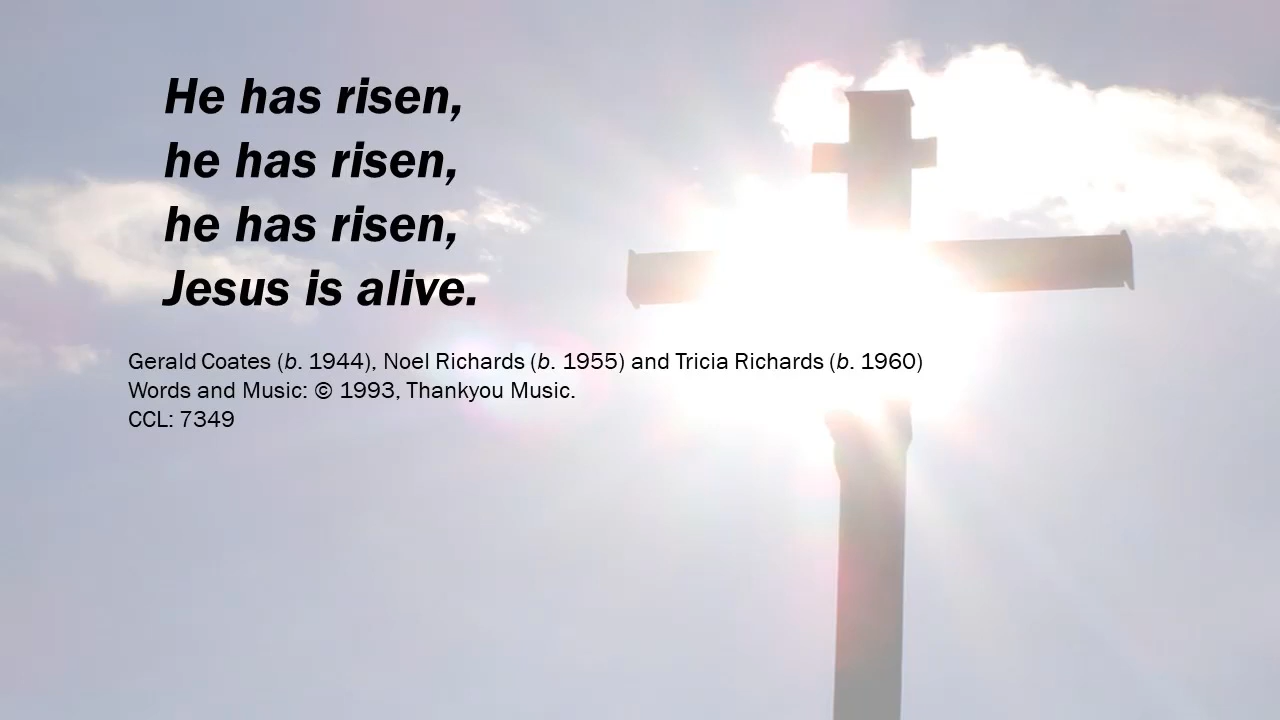 He has risen,
he has risen,
he has risen,
Jesus is alive.
Gerald Coates (b. 1944), Noel Richards (b. 1955) and Tricia Richards (b. 1960)
Words and Music: © 1993, Thankyou Music.
CCL: 7349